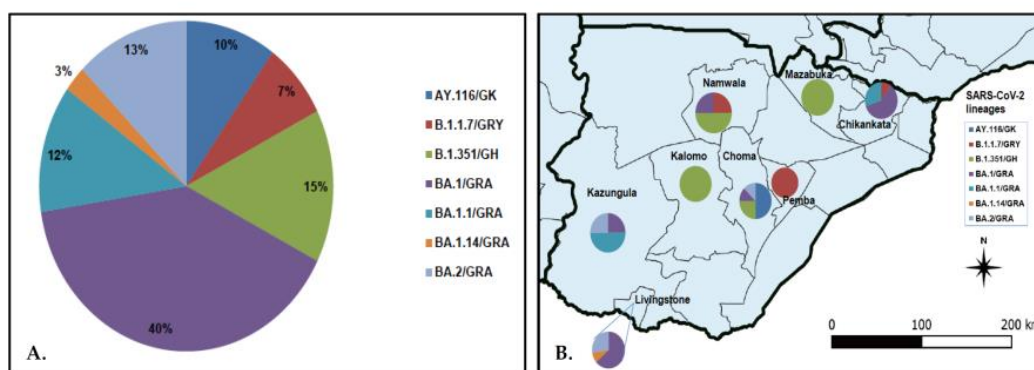 13%
10%
7%
15%
40%
12%
3%
AY.116/GK
B.1.1.7/GRY
B.1.351/GH
BA.1/GRA
BA.1.1/GRA
BA.1.14/GRA
BA.2/GRA
A.
Mazabuka
Namwala
Chikankata
Kalomo
Choma
Kazungula
Pemba
Livingstone
SARS-CoV-2
lineages
AY.116/GK
B.1.1.7/GRY
B.1.351/GH
BA.1/GRA
BA.1.1/GRA
BA.1.14/GRA
BA.2/GRA
N
0 100 200 km
B.